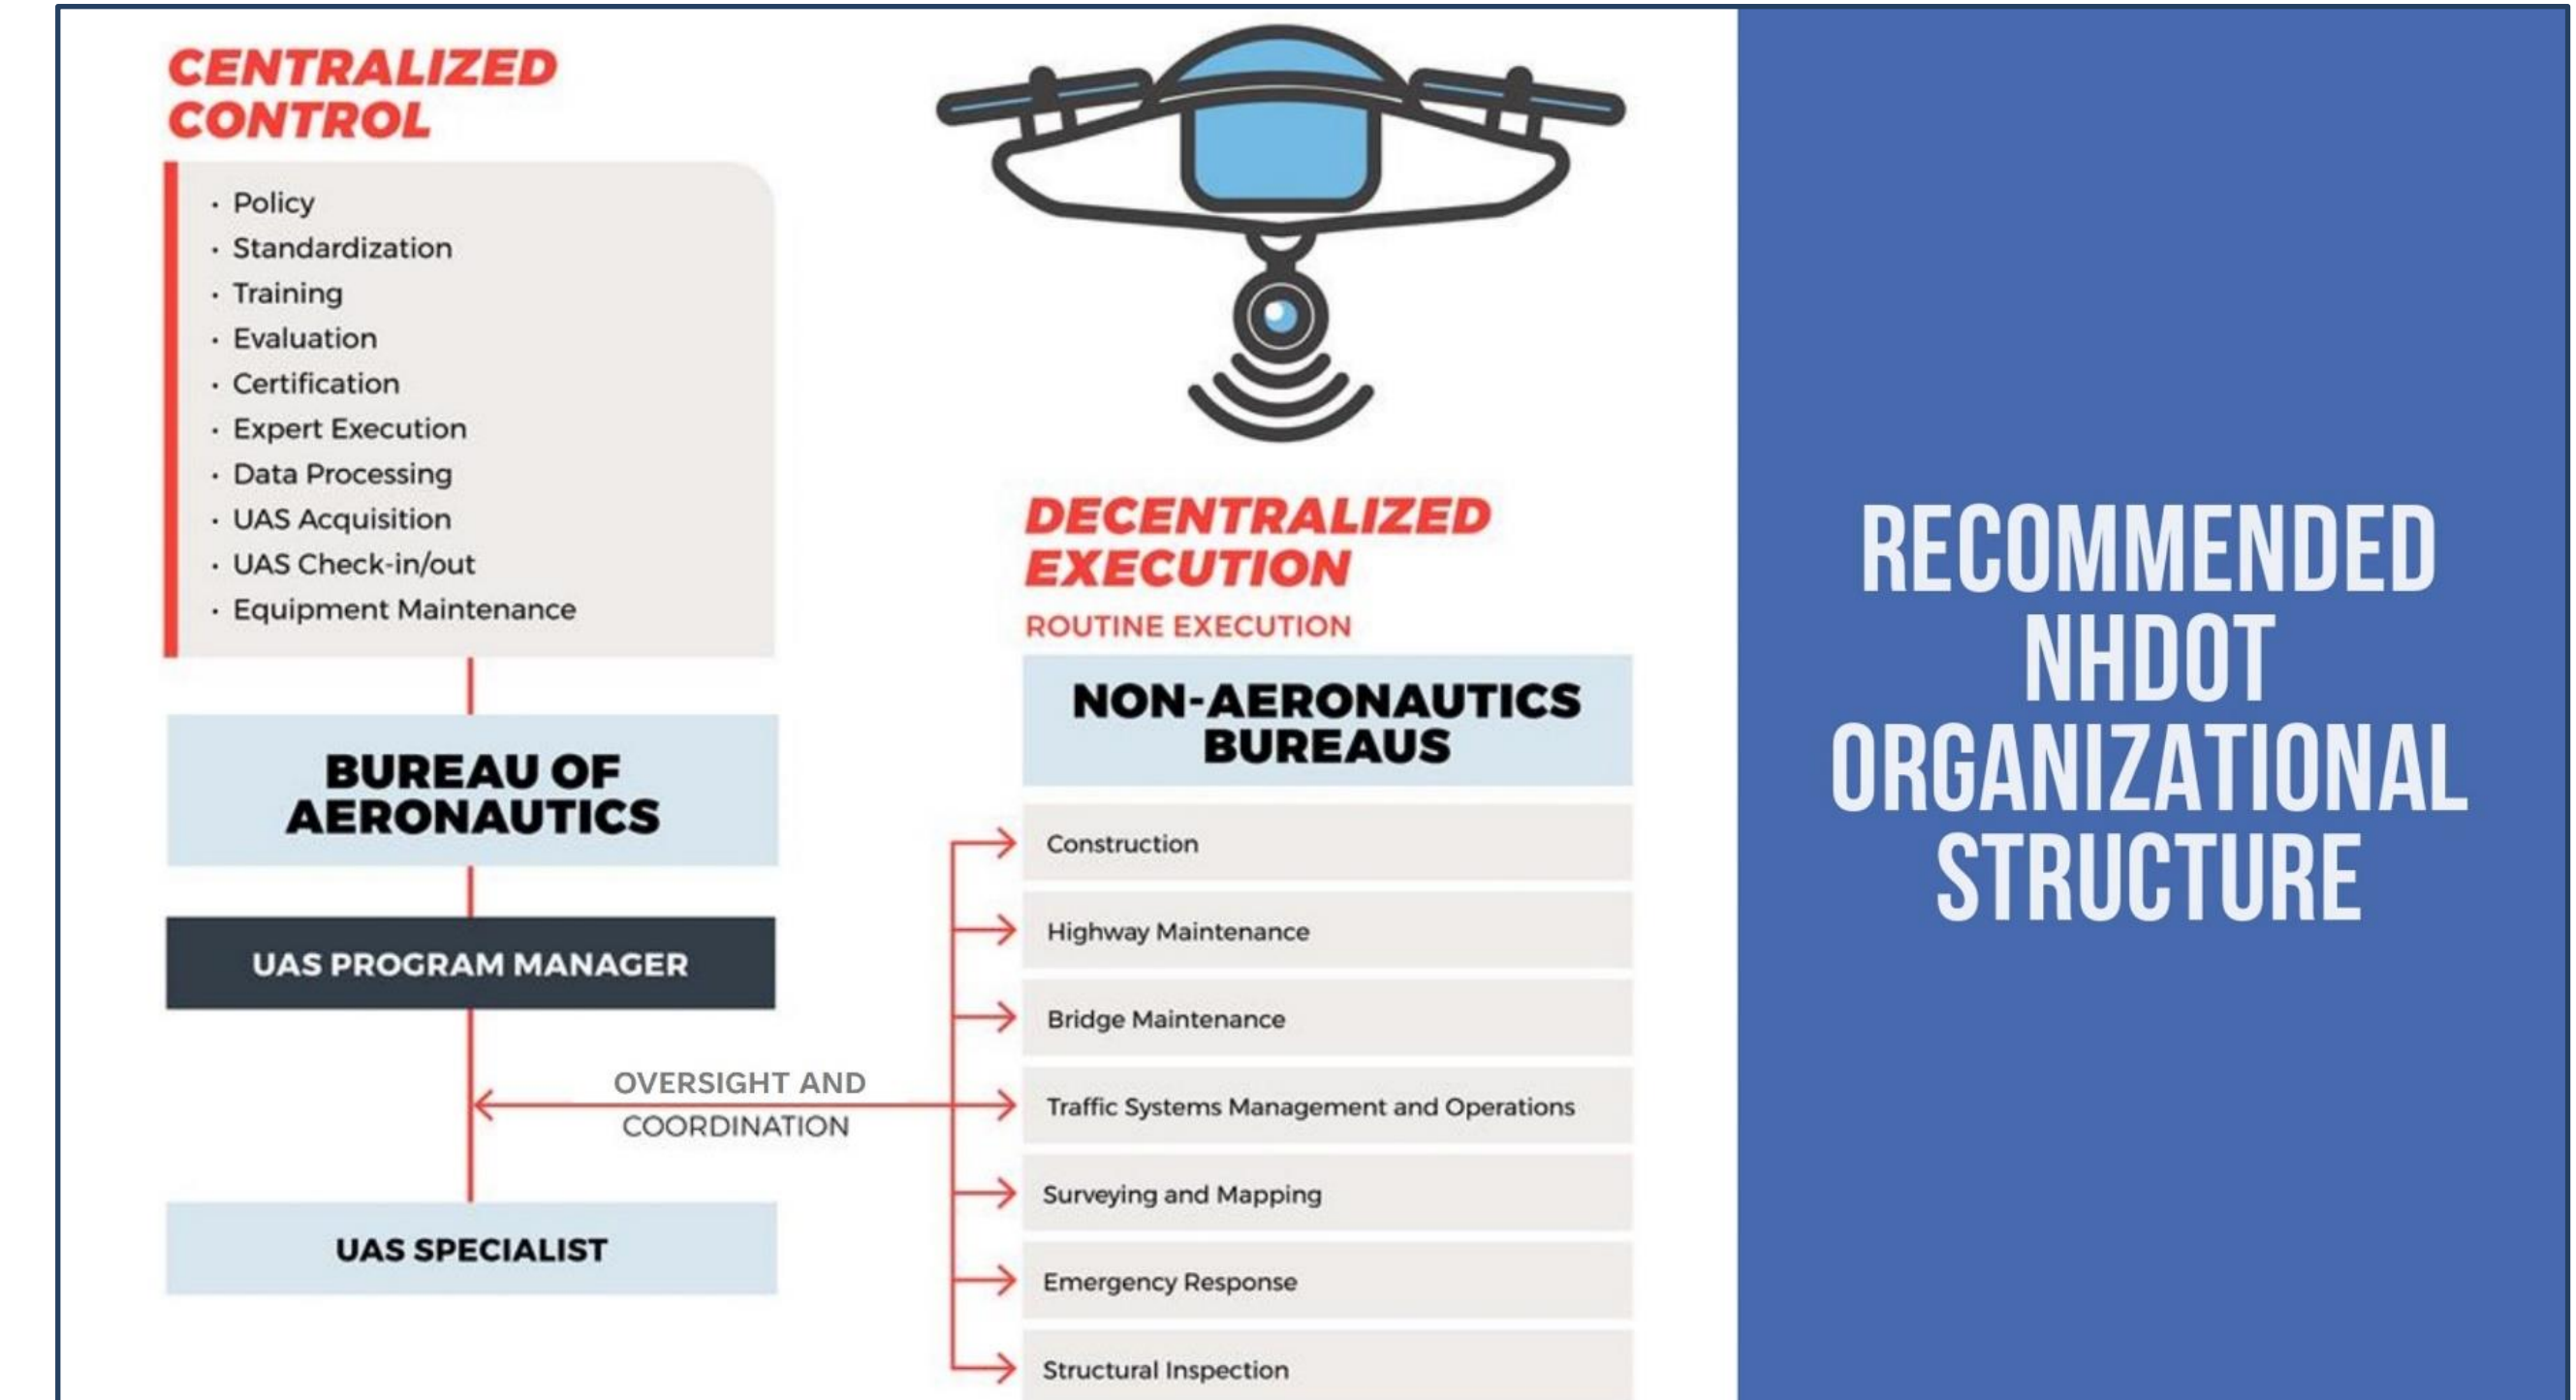 CENTRALIZED
CONTROL
· Policy
· Standardization
· Training
· Evaluation
· Certification
· Expert Execution
· Data Processing
· UAS Acquisition
· UAS Check-in/out
· Equipment Maintenance
BUREAU OF
AERONAUTICS
UAS PROGRAM MANAGER
OVERSIGHT AND
COORDINATION
UAS SPECIALIST
DECENTRALIZED
EXECUTION
ROUTINE EXECUTION
NON-AERONAUTICS
BUREAUS
Construction
Highway Maintenance
Bridge Maintenance
Traffic Systems Management and Operations
Surveying and Mapping
Emergency Response
Structural Inspection
RECOMMENDED
NHDOT
ORGANIZATIONAL
STRUCTURE